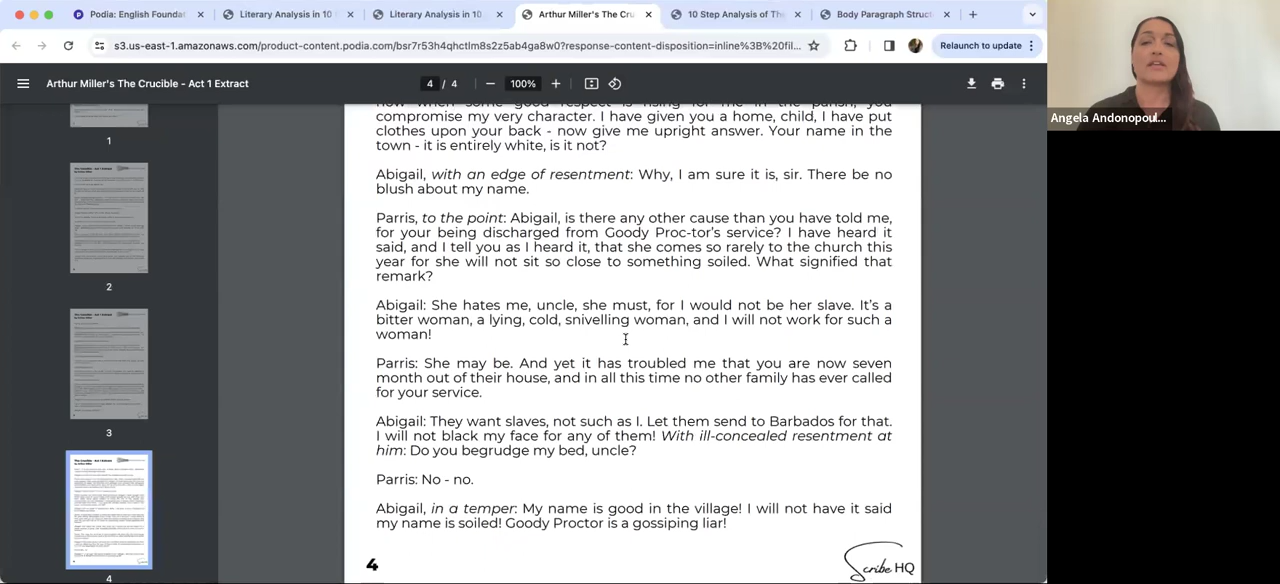 Podia: English Foundat
Literary Analysis in 10 S
Literary Analysis in 10
Arthur Miller's The Cru
10 Step Analysis of Th
Body Paragraph Struct
s3.us-east-1.amazonaws.com/product-content.podia.com/bsr7r53h4qhctlm8s2z5ab4ga8w0?response-content-disposition=inline%3B%20fil...
Relaunch to update
Arthur Miller's The Crucible - Act 1 Extract
4 / 4
100%
Angela Andonopoul...
1
2
3
4
now when some good respect is rising for me in the parish, you
compromise my very character. I have given you a home, child, I have put
clothes upon your back - now give me upright answer. Your name in the
town - it is entirely white, is it not?
Abigail, with an edge of resentment: Why, I am sure it is, sir. There be no
blush about my name.
Parris, to the point: Abigail, is there any other cause than you have told me,
for your being discharged from Goody Proc-tor's service? I have heard it
said, and I tell you as I heard it, that she comes so rarely to the church this
year for she will not sit so close to something soiled. What signified that
remark?
Abigail: She hates me, uncle, she must, for I would not be her slave. It's a
bitter woman, a lying, cold, snivelling woman, and I will not work for such a
woman!
Parris: She may be. And yet it has troubled me that you are now seven
month out of their house, and in all this time no other family has ever called
for your service.
Abigail: They want slaves, not such as I. Let them send to Barbados for that.
I will not black my face for any of them! With ill-concealed resentment at
him: Do you begrudge my bed, uncle?
Parris: No - no.
Abigail, in a temper: My name is good in the village! I will not have it said
my name is soiled! Goody Proctor is a gossiping liar!
4
Scribe HQ